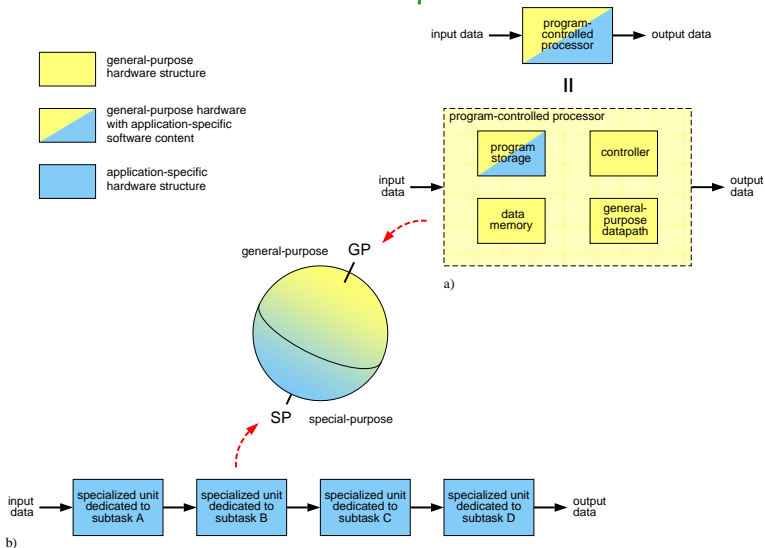 general-purpose
hardware structure
general-purpose hardware
with application-specific
software content
application-specific
hardware structure
input data
program-
controlled
processor
output data
=
program-controlled processor
program
storage
controller
data
memory
general-
purpose
datapath
input
data
output
data
a)
general-purpose
GP
SP
special-purpose
input
data
specialized unit
dedicated to
subtask A
specialized unit
dedicated to
subtask B
specialized unit
dedicated to
subtask C
specialized unit
dedicated to
subtask D
output
data
b)